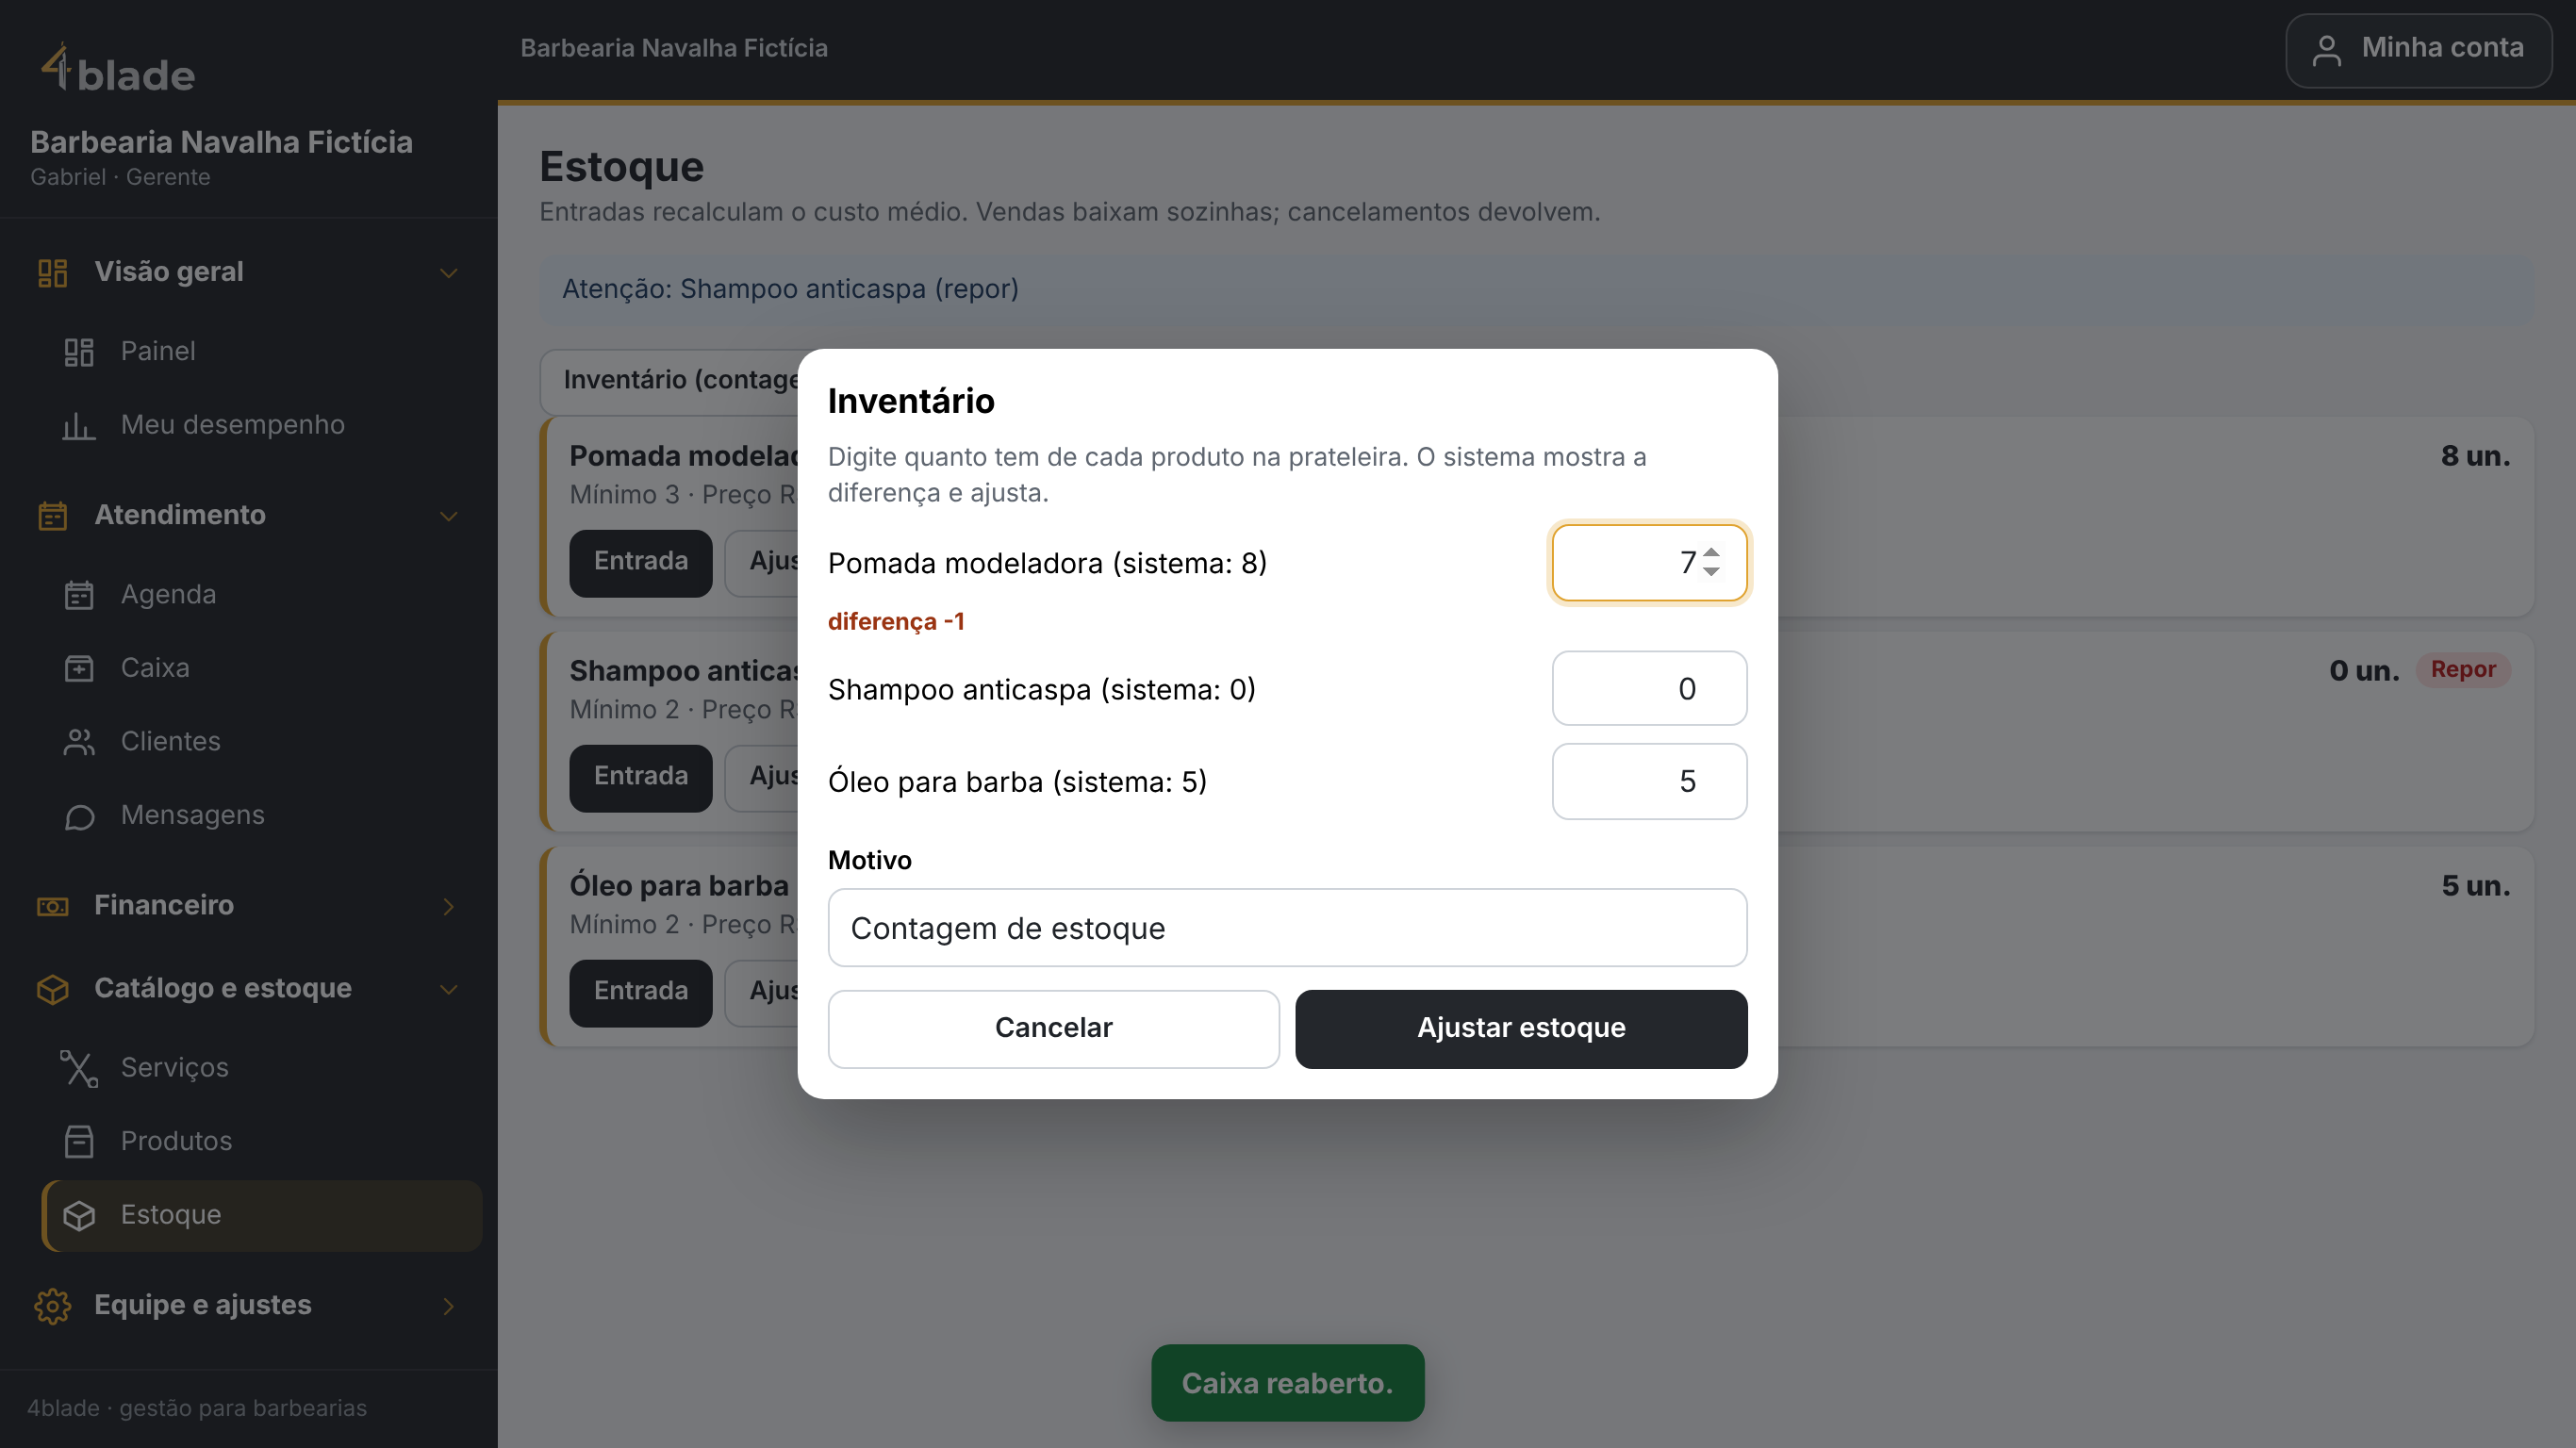 4blade
Barbearia Navalha Fictícia
Gabriel · Gerente
Visão geral
Painel
Meu desempenho
Atendimento
Agenda
Caixa
Clientes
Mensagens
Financeiro
Catálogo e estoque
Serviços
Produtos
Estoque
Equipe e ajustes
4blade · gestão para barbearias
Barbearia Navalha Fictícia
Minha conta
Estoque
Entradas recalculam o custo médio. Vendas baixam sozinhas; cancelamentos devolvem.
Atenção: Shampoo anticaspa (repor)
Inventário (contage
Pomada modelad
8 un.
Mínimo 3 · Preço R
Entrada
Ajus
Shampoo anticas
0 un.
Repor
Mínimo 2 · Preço R
Entrada
Ajus
Óleo para barba
5 un.
Mínimo 2 · Preço R
Entrada
Ajus
Inventário
Digite quanto tem de cada produto na prateleira. O sistema mostra a
diferença e ajusta.
Pomada modeladora (sistema: 8)
7
diferença -1
Shampoo anticaspa (sistema: 0)
0
Óleo para barba (sistema: 5)
5
Motivo
Contagem de estoque
Cancelar
Ajustar estoque
Caixa reaberto.